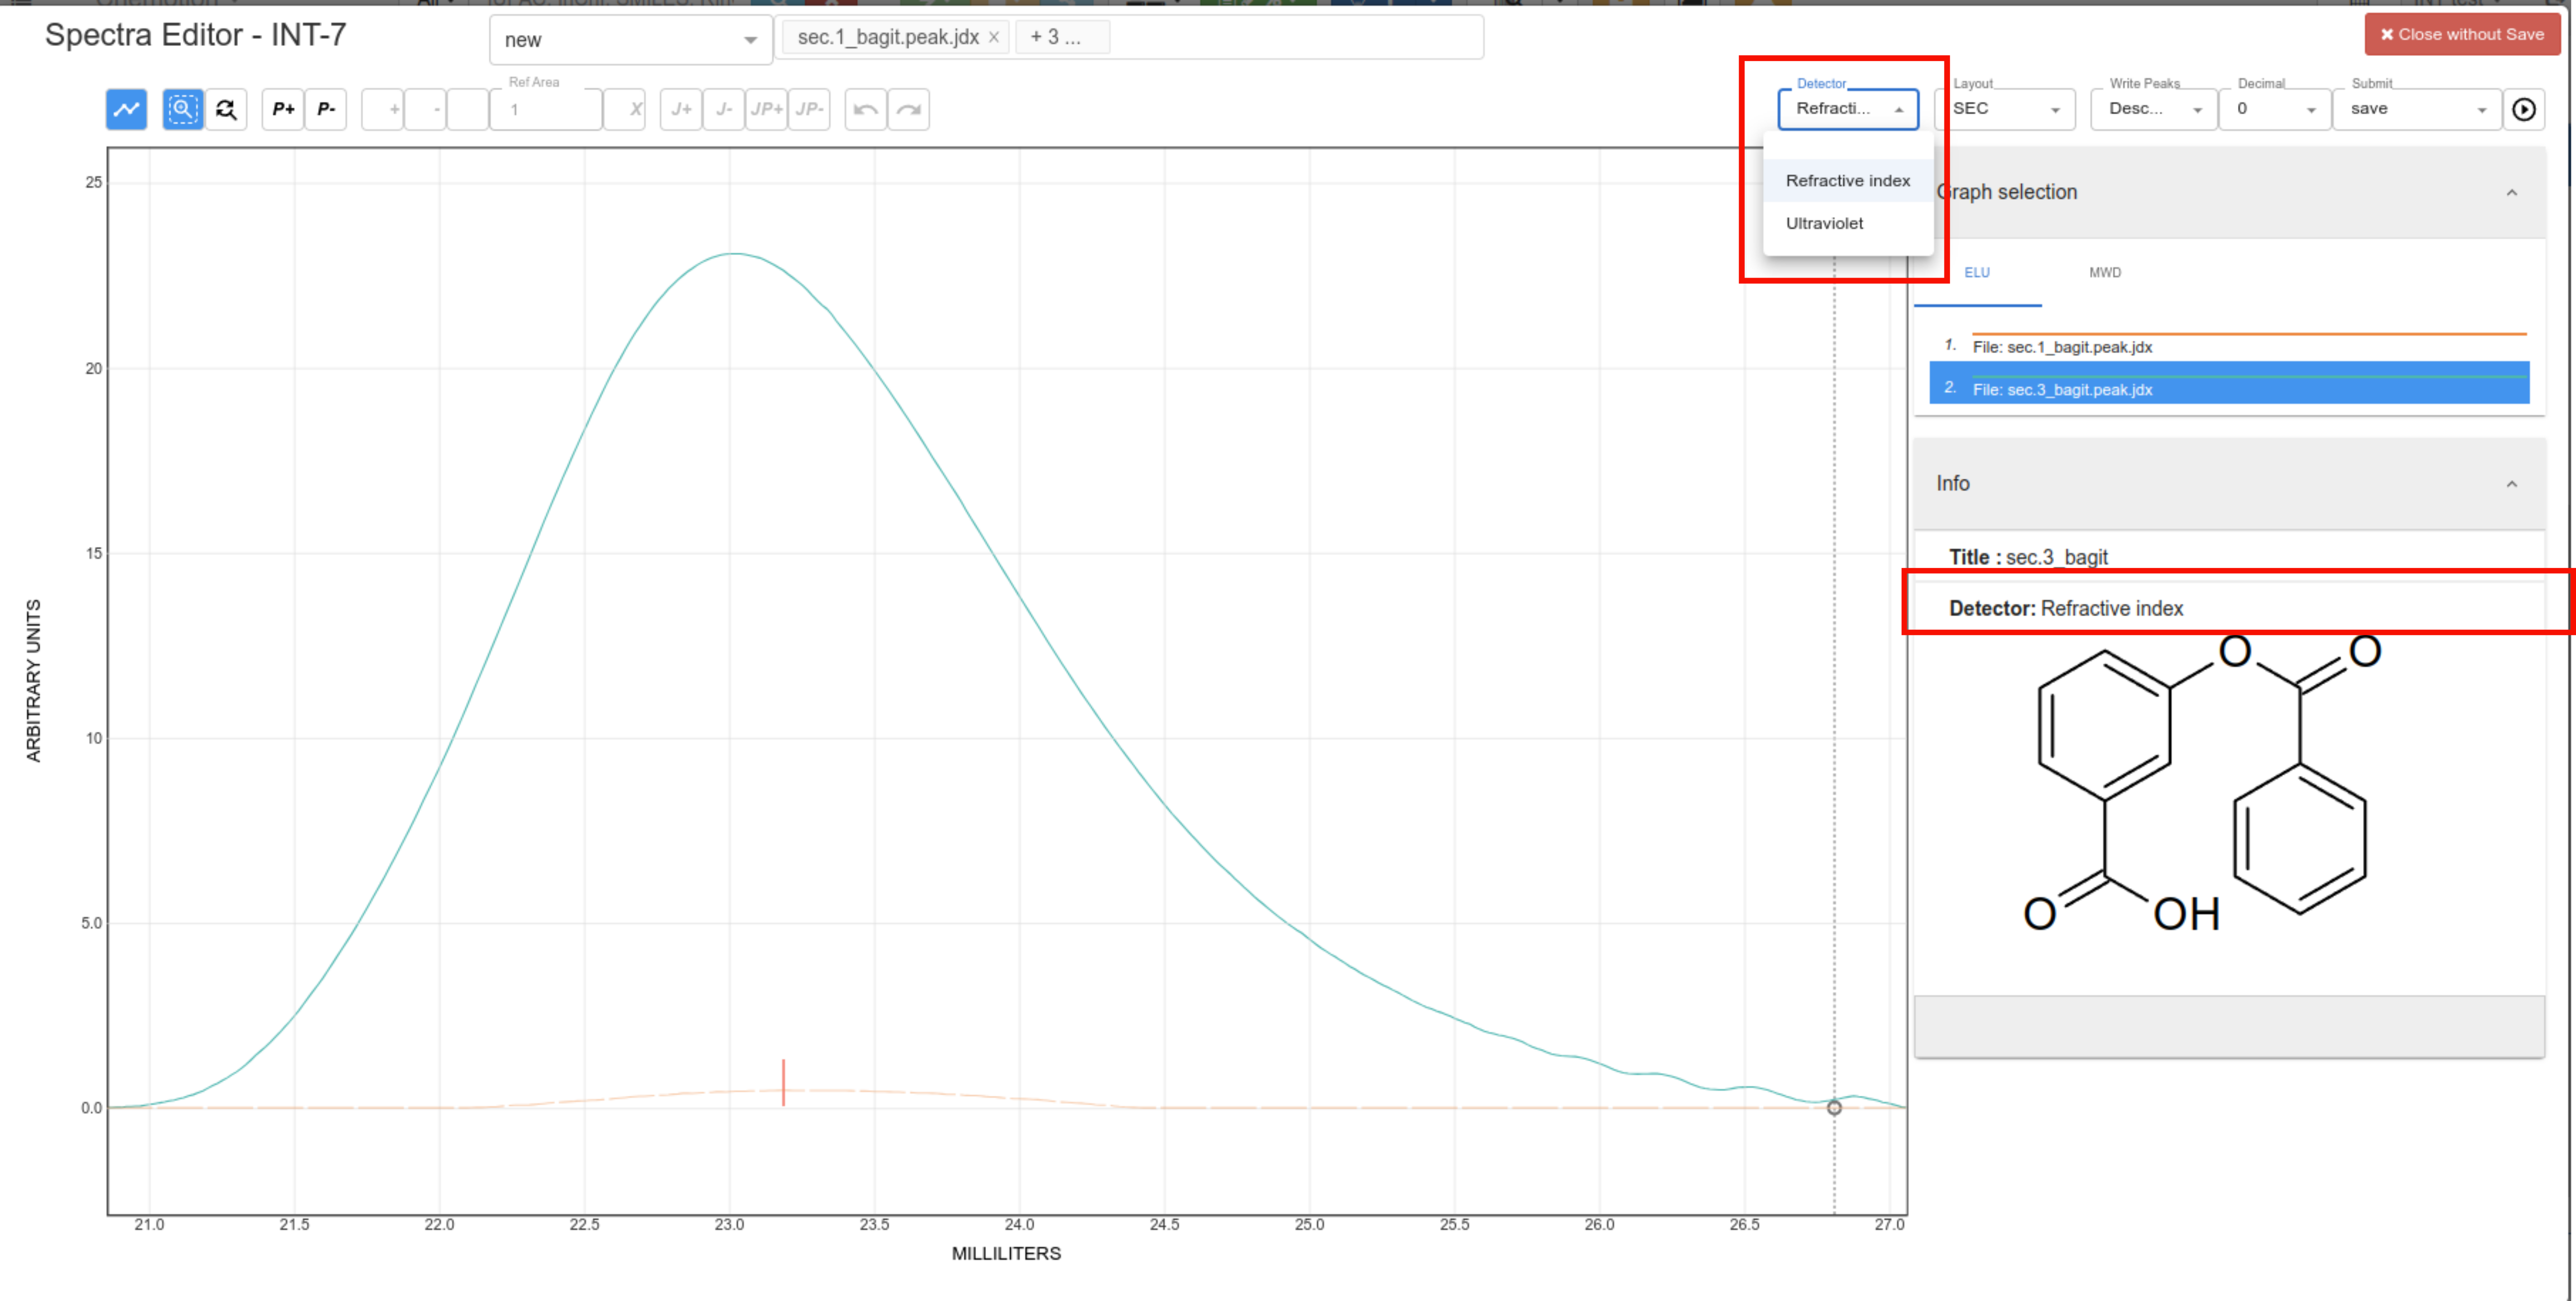 Spectra Editor - INT-7
new
sec.1_bagit.peak.jdx ×
+ 3 ...
✖ Close without Save
P+ P- + -
Ref Area
1
X J+ J- JP+ JP-
Detector
Refracti...
Layout
SEC
Write Peaks
Desc...
Decimal
0
Submit
save
Refractive index
Ultraviolet
Graph selection
ELU MWD
1. File: sec.1_bagit.peak.jdx
2. File: sec.3_bagit.peak.jdx
Info
Title : sec.3_bagit
Detector: Refractive index
O O
O OH
ARBITRARY UNITS
25
20
15
10
5.0
0.0
21.0 21.5 22.0 22.5 23.0 23.5 24.0 24.5 25.0 25.5 26.0 26.5 27.0
MILLILITERS